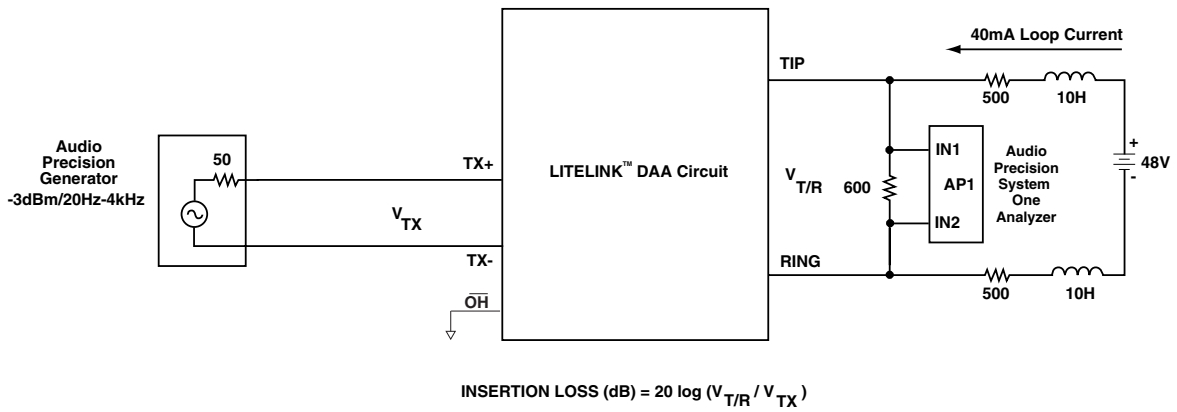 40mA Loop Current
TIP
500
10H
Audio
Precision
Generator
-3dBm/20Hz-4kHz
50
TX+
V TX
TX-
OH
LITELINK™ DAA Circuit
V T/R
600
IN1
AP1
IN2
Audio
Precision
System
One
Analyzer
+
48V
-
RING
500
10H
INSERTION LOSS (dB) = 20 log (V T/R / V TX )